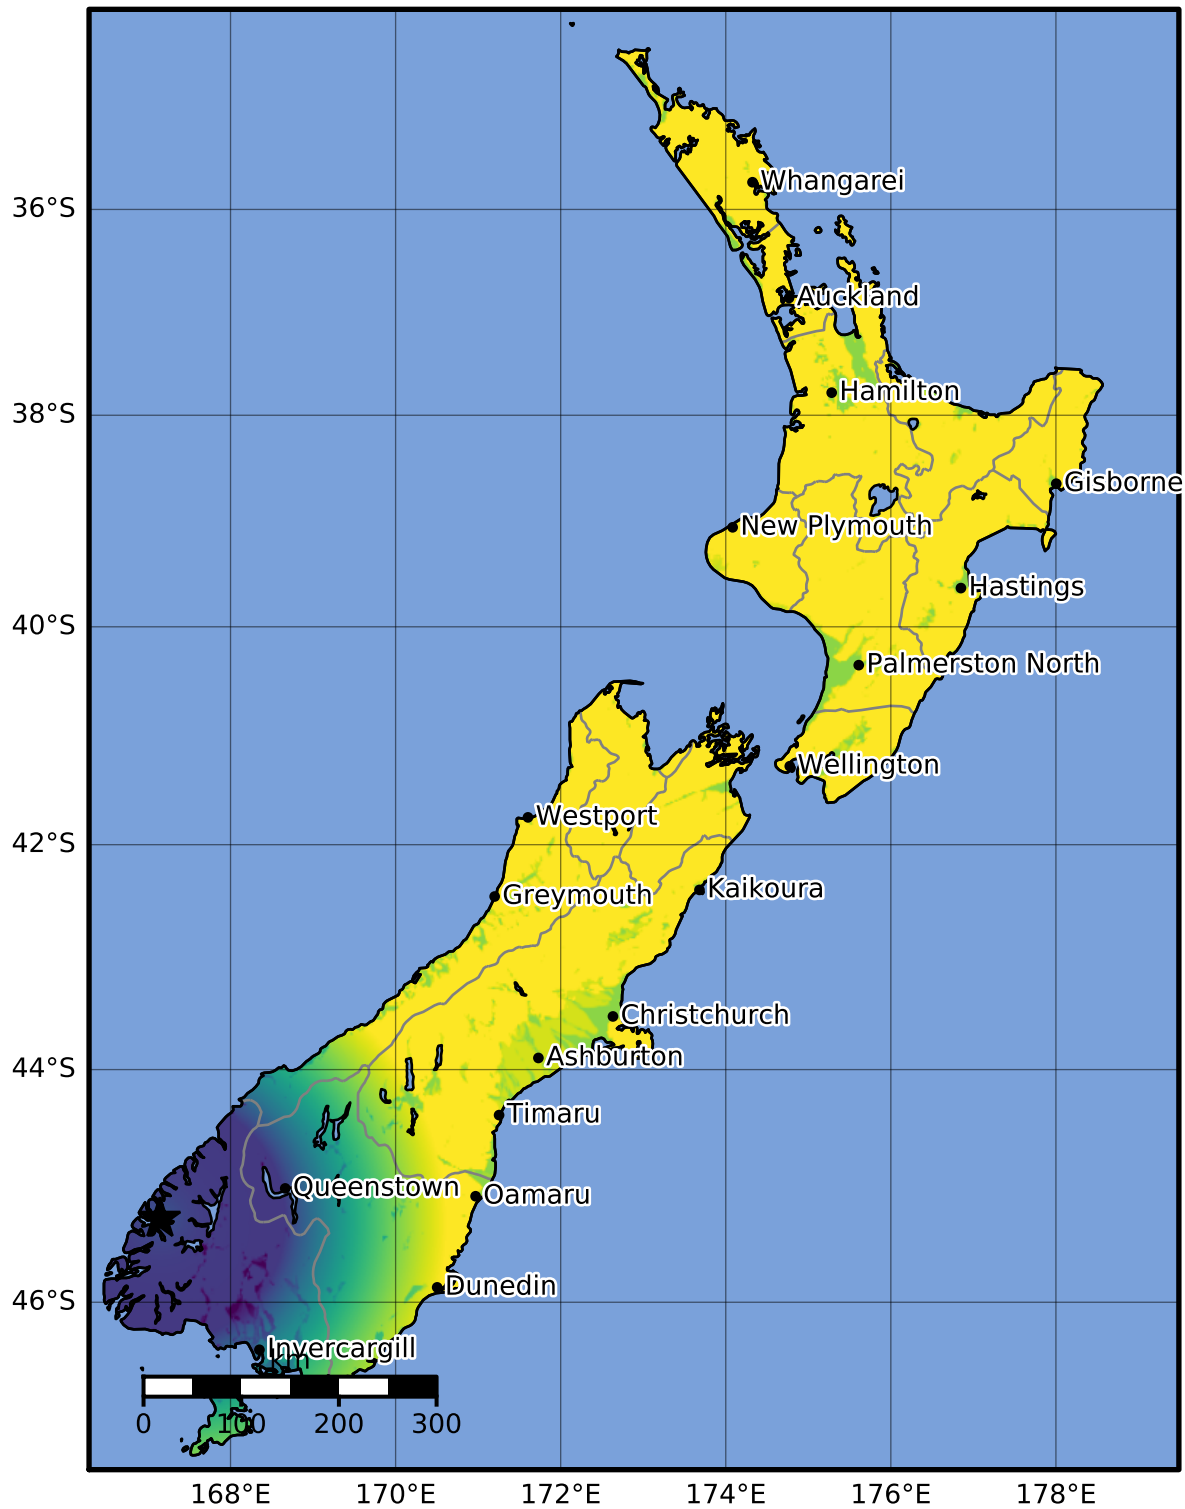 Whangarei
36°S
Auckland
Hamilton
38°S
Gisborne
New Plymouth
Hastings
40°S
Palmerston North
Wellington
Westport
42°S
Kaikoura
Greymouth
Christchurch
Ashburton
44°S
Timaru
Queenstown
Oamaru
Dunedin
46°S
Invercargill
km
0 100 200 300
168°E 170°E 172°E 174°E 176°E 178°E